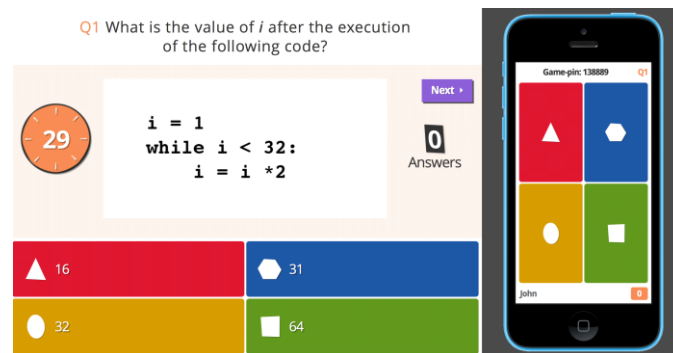 Q1 What is the value of i after the execution
of the following code?
29
i = 1
while i < 32:
    i = i *2
Next
0
Answers
16
31
32
64
Game-pin: 138889 Q1
John 0